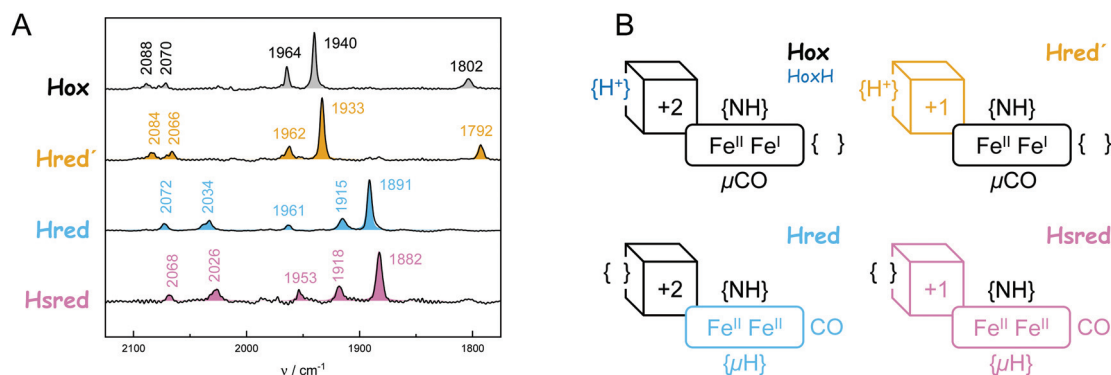 A
2088
2070
1964
1940
1802
Hox
2084
2066
1962
1933
1792
Hred´
2072
2034
1961
1915
1891
Hred
2068
2026
1953
1918
1882
Hsred
2100
2000
1900
1800
ν / cm⁻¹
B
Hox
HoxH
{H⁺}
+2
{NH}
Feᴵᴵ Feᴵ
{ }
µCO
Hred´
{H⁺}
+1
{NH}
Feᴵᴵ Feᴵ
{ }
µCO
Hred
{ }
+2
{NH}
Feᴵᴵ Feᴵᴵ
CO
{µH}
Hsred
{ }
+1
{NH}
Feᴵᴵ Feᴵᴵ
CO
{µH}